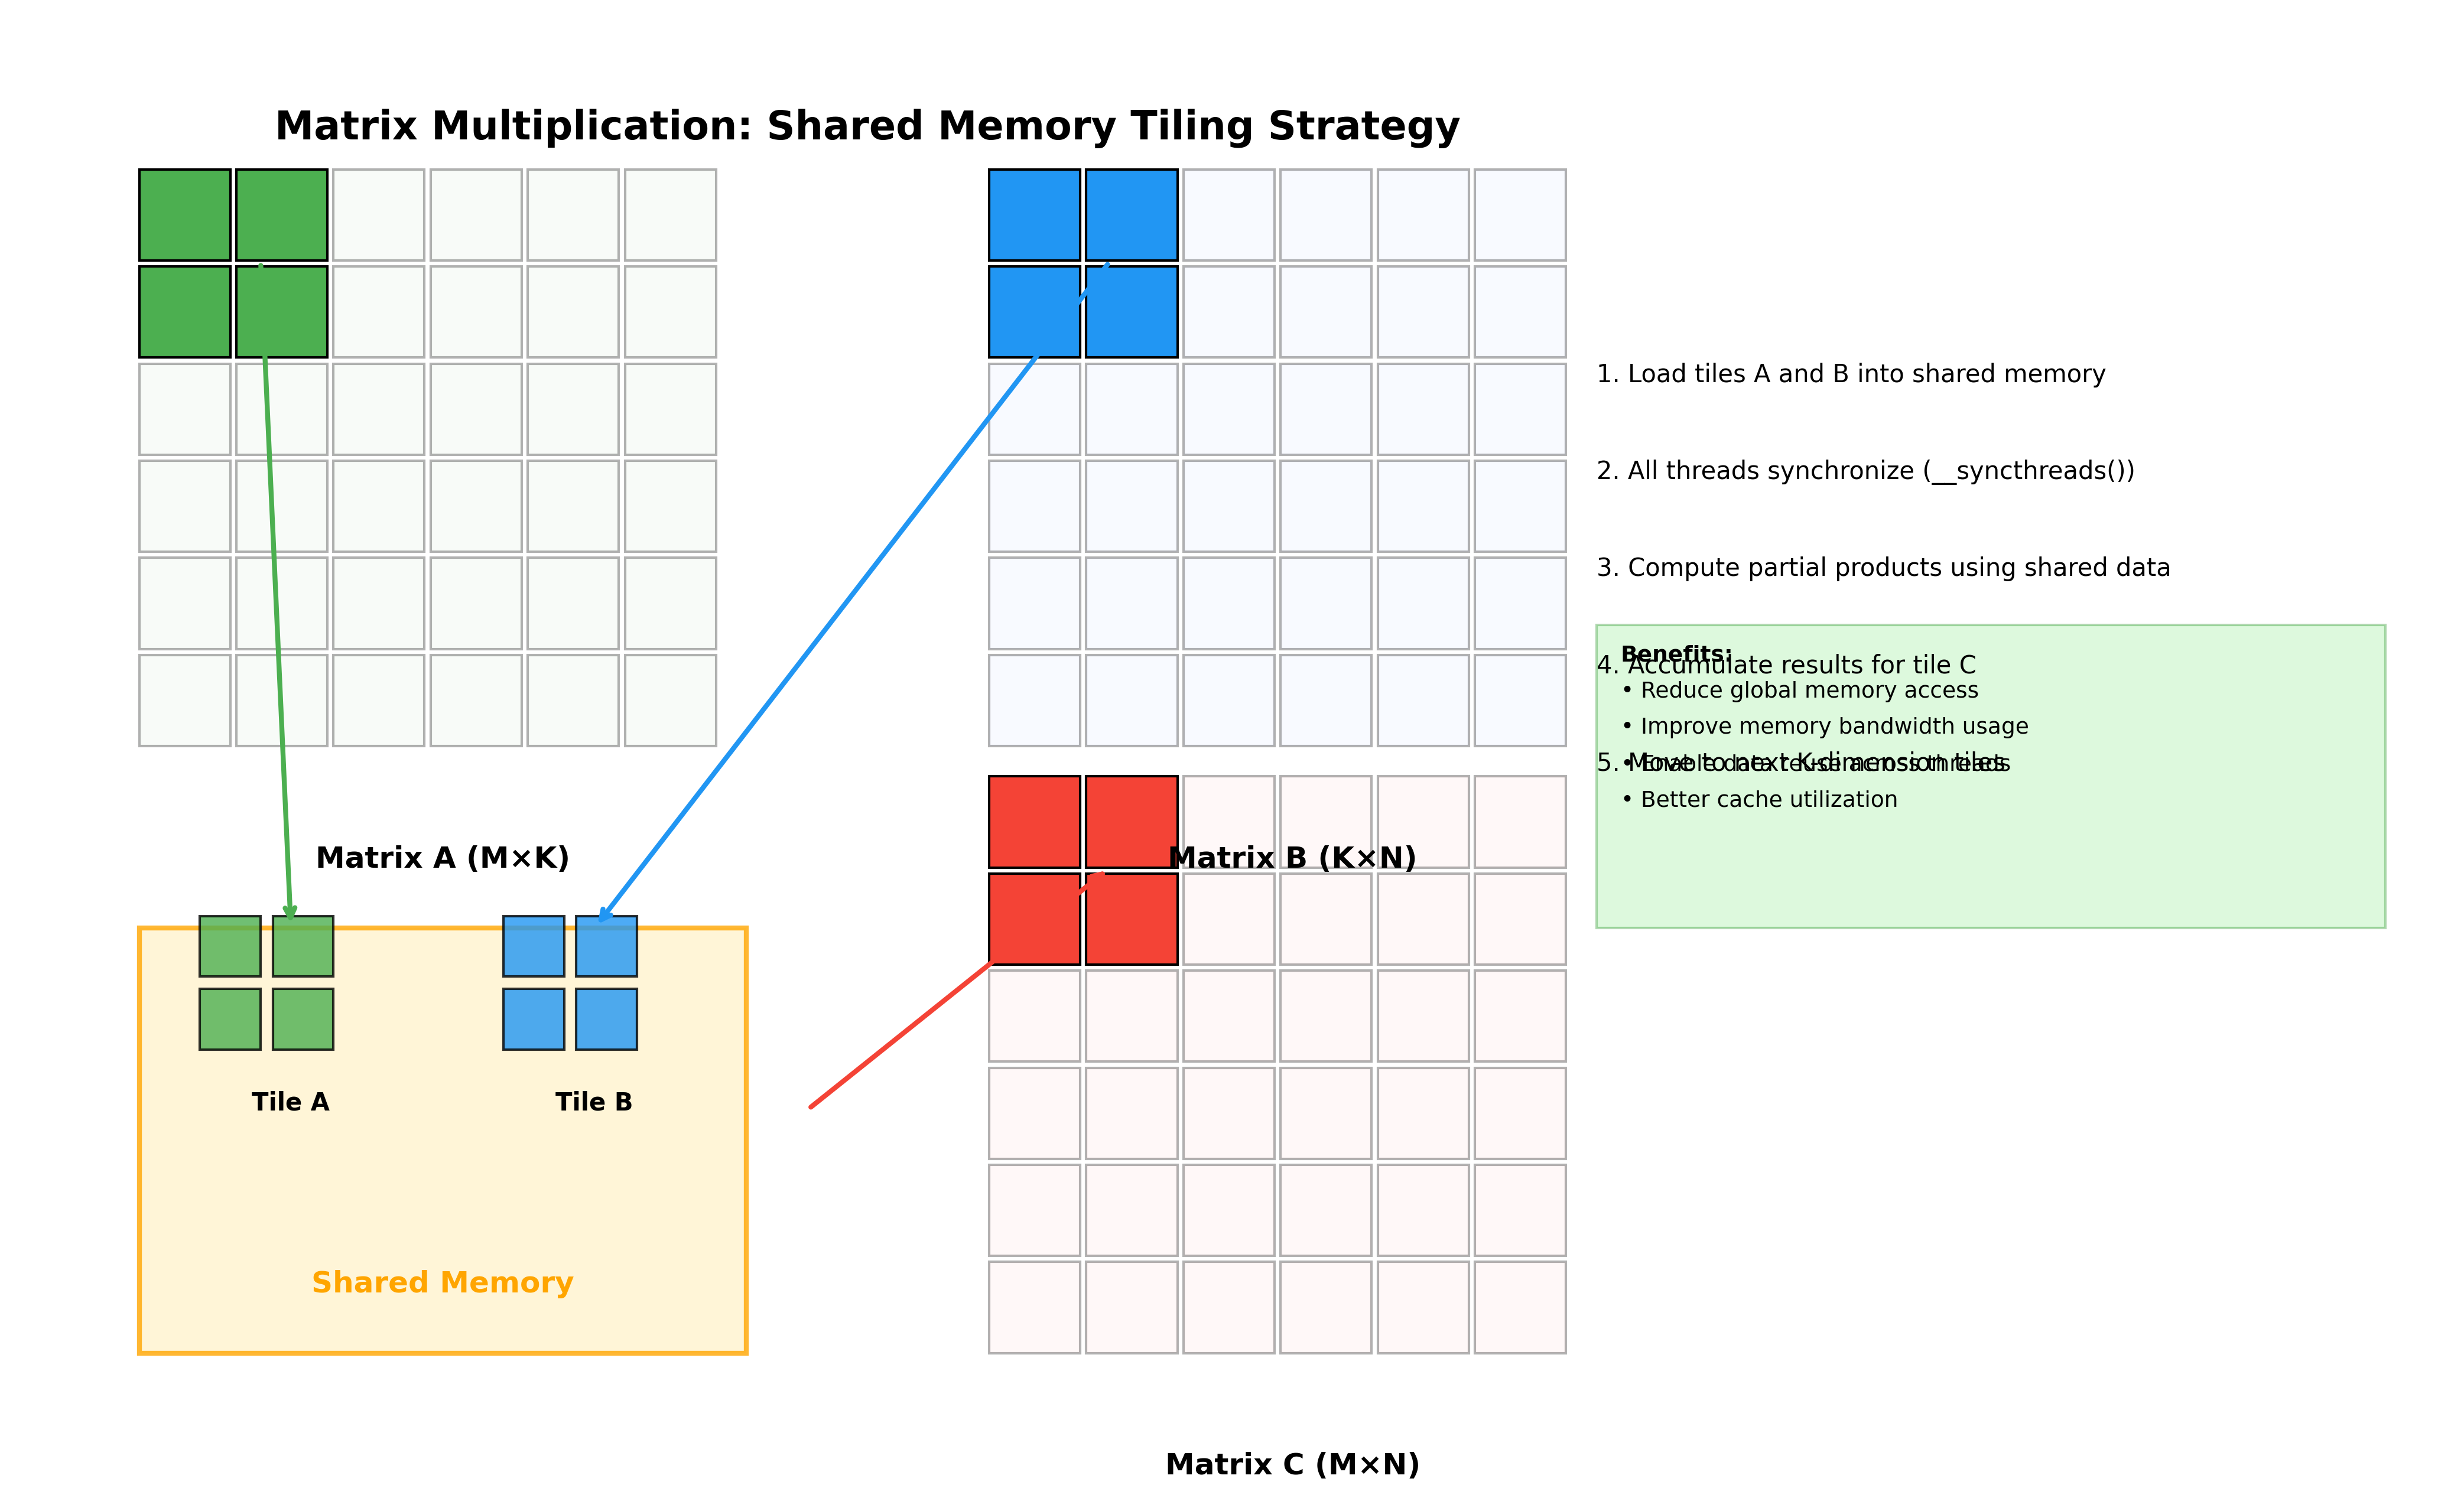 Matrix Multiplication: Shared Memory Tiling Strategy
1. Load tiles A and B into shared memory
2. All threads synchronize (__syncthreads())
3. Compute partial products using shared data
Benefits:
4. Accumulate results for tile C
• Reduce global memory access
• Improve memory bandwidth usage
5. Move to next K-dimension tiles
• Enable data reuse across threads
• Better cache utilization
Matrix A (M×K)
Matrix B (K×N)
Tile A
Tile B
Shared Memory
Matrix C (M×N)